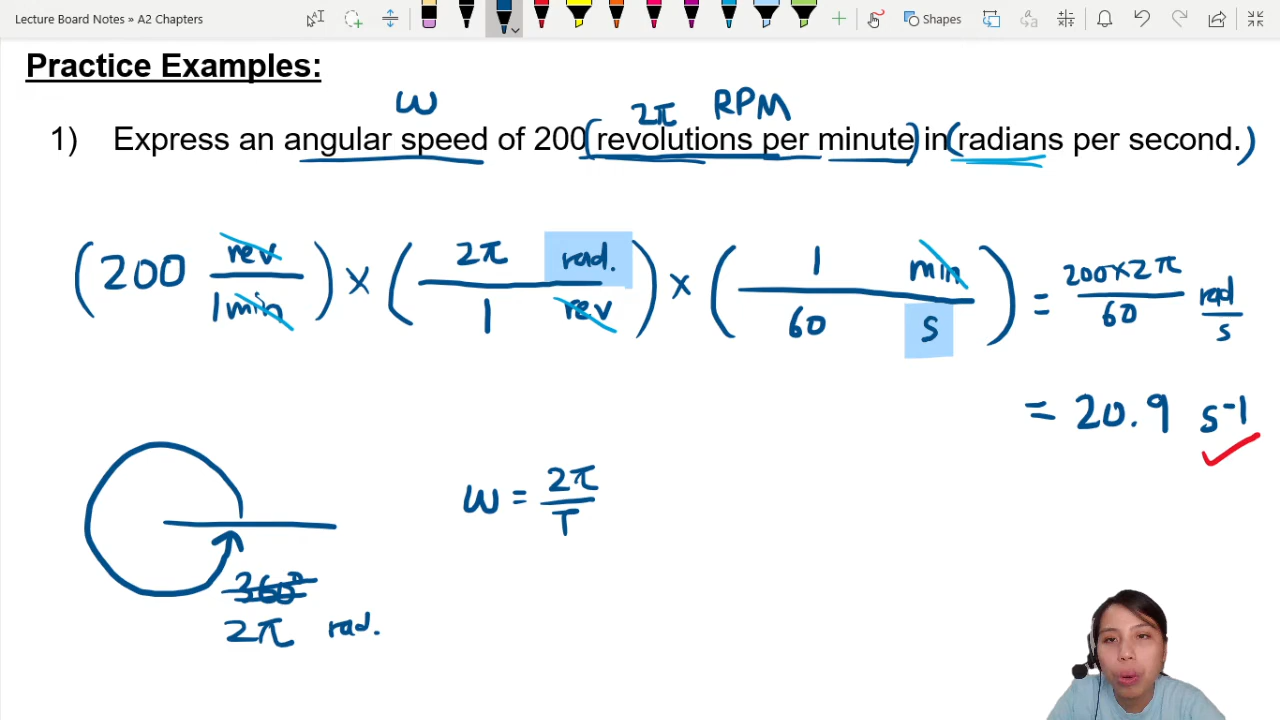 Lecture Board Notes » A2 Chapters
Shapes
Practice Examples:
ω 2π RPM
1) Express an angular speed of 200 (revolutions per minute) in (radians per second.)
(200 rev/1min) × (2π rad./1 rev) × (1 min/60 s) = 200×2π/60 rad/s
= 20.9 s⁻¹
ω = 2π/T
360°
2π rad.